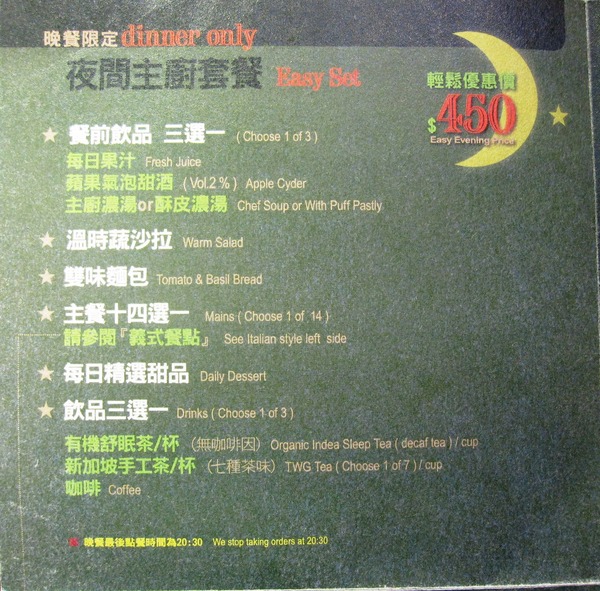 晚餐限定 dinner only
夜間主廚套餐 Easy Set
輕鬆優惠價
$450
Easy Evening Price
★ 餐前飲品 三選一 ( Choose 1 of 3 )
每日果汁 Fresh Juice
蘋果氣泡甜酒 ( Vol.2 % ) Apple Cyder
主廚濃湯or酥皮濃湯 Chef Soup or With Puff Pastly
★ 溫時蔬沙拉 Warm Salad
★ 雙味麵包 Tomato & Basil Bread
★ 主餐十四選一 Mains ( Choose 1 of 14 )
請參閱『義式餐點』 See Italian style left side
★ 每日精選甜品 Daily Dessert
★ 飲品三選一 Drinks ( Choose 1 of 3 )
有機舒眠茶/杯 （無咖啡因） Organic Indea Sleep Tea ( decaf tea ) / cup
新加坡手工茶/杯 （七種茶味） TWG Tea ( Choose 1 of 7 ) / cup
咖啡 Coffee
晚餐最後點餐時間為20:30 We stop taking orders at 20:30